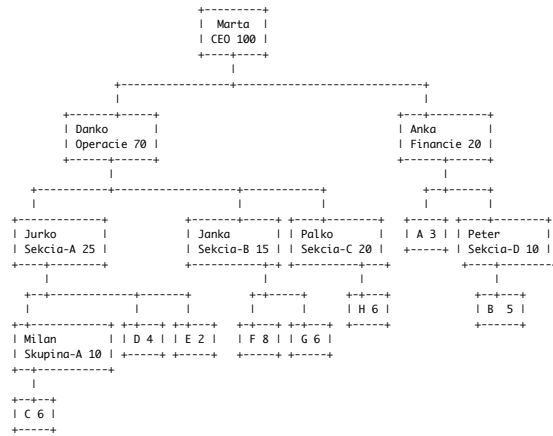 Marta
CEO 100
Danko
Operacie 70
Anka
Financie 20
Jurko
Sekcia-A 25
Janka
Sekcia-B 15
Palko
Sekcia-C 20
A 3
Peter
Sekcia-D 10
Milan
Skupina-A 10
D 4
E 2
F 8
G 6
H 6
B 5
C 6